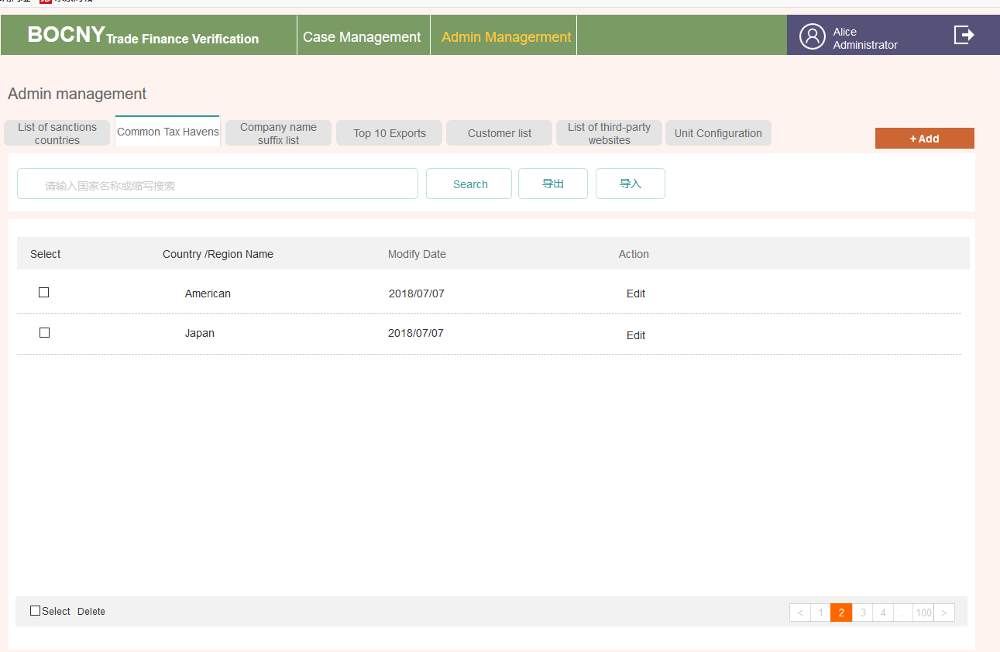 BOCNY Trade Finance Verification
Case Management
Admin Managerment
Alice
Administrator
Admin management
List of sanctions
countries
Common Tax Havens
Company name
suffix list
Top 10 Exports
Customer list
List of third-party
websites
Unit Configuration
+ Add
请输入国家名称或缩写搜索
Search
导出
导入
Select Country /Region Name Modify Date Action
American 2018/07/07 Edit
Japan 2018/07/07 Edit
Select Delete
< 1 2 3 4 ... 100 >